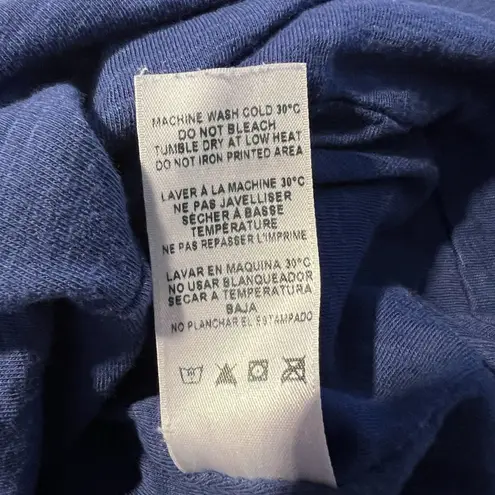 MACHINE WASH COLD 30°C
DO NOT BLEACH
TUMBLE DRY AT LOW HEAT
DO NOT IRON PRINTED AREA
LAVER À LA MACHINE 30°C
NE PAS JAVELLISER
SÉCHER À BASSE
TEMPÉRATURE
NE PAS REPASSER L'IMPRIME
LAVAR EN MAQUINA 30°C
NO USAR BLANQUEADOR
SECAR A TEMPERATURA
BAJA
NO PLANCHAR EL ESTAMPADO